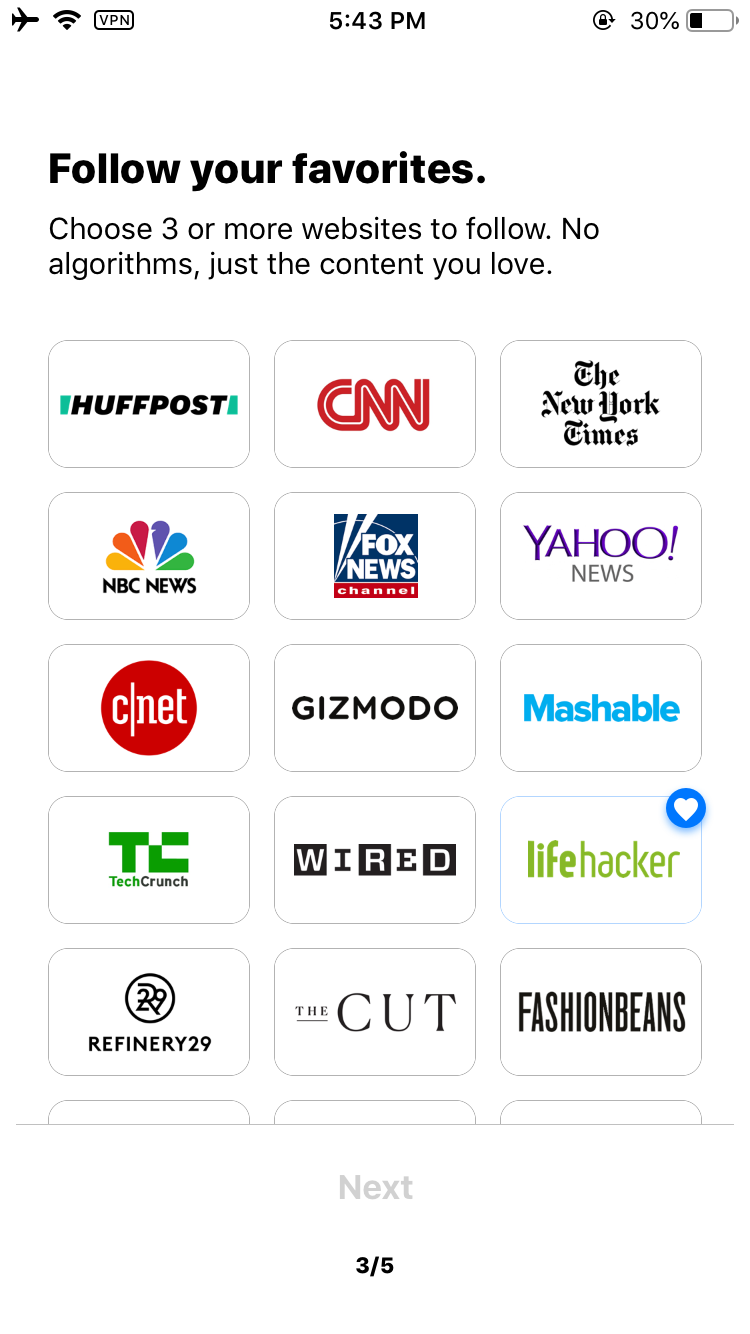 VPN
5:43 PM
30%
Follow your favorites.
Choose 3 or more websites to follow. No
algorithms, just the content you love.
HUFFPOST
CNN
The
New York
Times
NBC NEWS
FOX
NEWS
channel
YAHOO!
NEWS
c|net
GIZMODO
Mashable
TC
TechCrunch
WIRED
lifehacker
R29
REFINERY29
THE CUT
FASHIONBEANS
Next
3/5